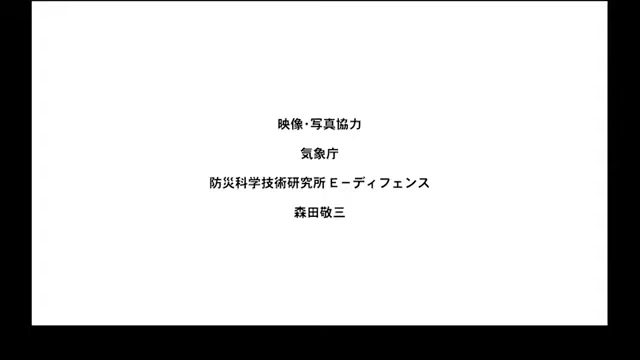 映像・写真協力
気象庁
防災科学技術研究所Ｅ－ディフェンス
森田敬三